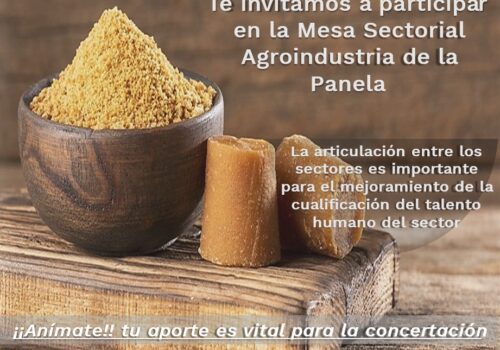 Te invitamos a participar
en la Mesa Sectorial
Agroindustria de la
Panela
La articulación entre los
sectores es importante
para el mejoramiento de la
cualificación del talento
humano del sector
¡¡Anímate!! tu aporte es vital para la concertación